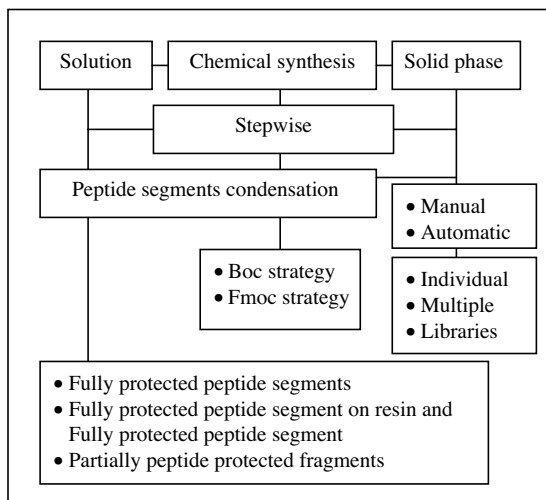 Solution
Chemical synthesis
Solid phase
Stepwise
Peptide segments condensation
• Manual
• Automatic
• Boc strategy
• Fmoc strategy
• Individual
• Multiple
• Libraries
• Fully protected peptide segments
• Fully protected peptide segment on resin and
Fully protected peptide segment
• Partially peptide protected fragments